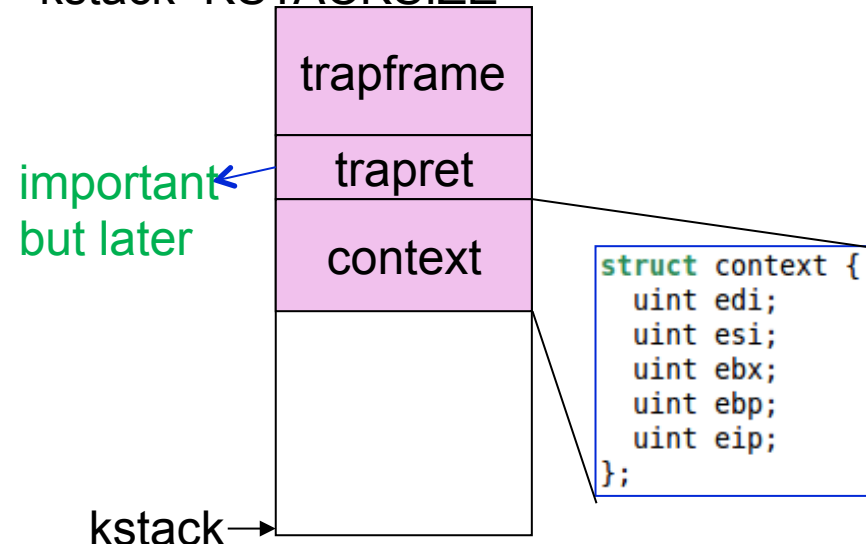 trapframe
important
but later
trapret
context
struct context {
uint edi;
uint esi;
uint ebx;
uint ebp;
uint eip;
};
kstack